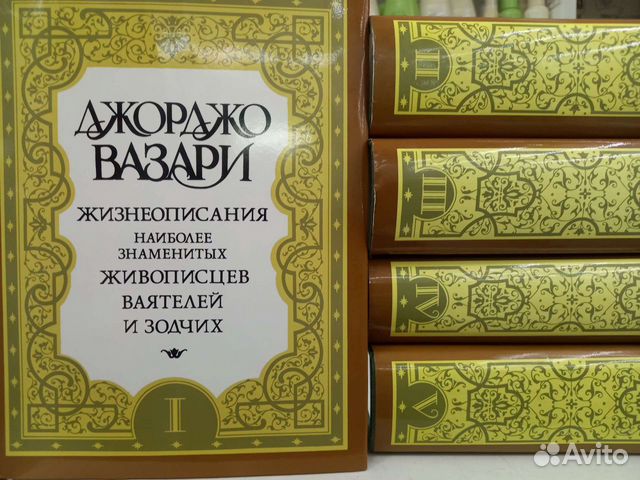 ДЖОРДЖО
ВАЗАРИ
ЖИЗНЕОПИСАНИЯ
НАИБОЛЕЕ
ЗНАМЕНИТЫХ
ЖИВОПИСЦЕВ
ВАЯТЕЛЕЙ
И ЗОДЧИХ
I
II
III
IV
V
Avito